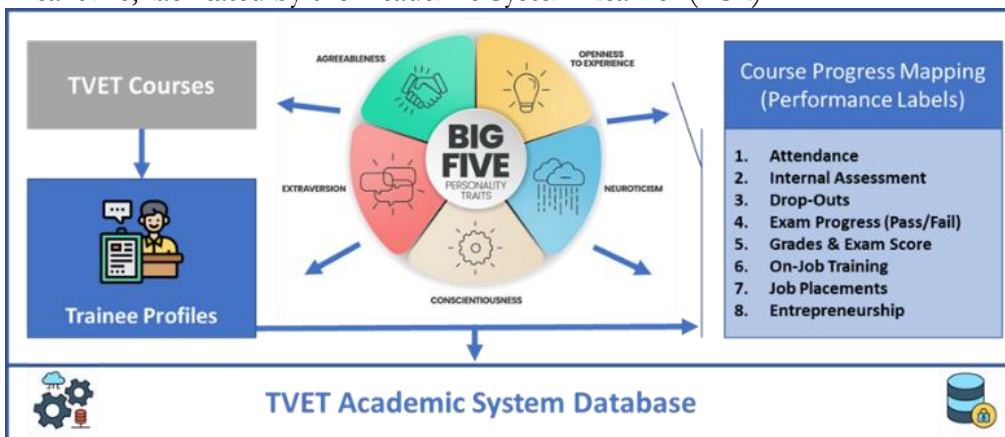 TVET Courses
Trainee Profiles
AGREEABLENESS
OPENNESS
TO EXPERIENCE
EXTRAVERSION
BIG
FIVE
PERSONALITY
TRAITS
NEUROTICISM
CONSCIENTIOUSNESS
Course Progress Mapping
(Performance Labels)
1. Attendance
2. Internal Assessment
3. Drop-Outs
4. Exam Progress (Pass/Fail)
5. Grades & Exam Score
6. On-Job Training
7. Job Placements
8. Entrepreneurship
TVET Academic System Database